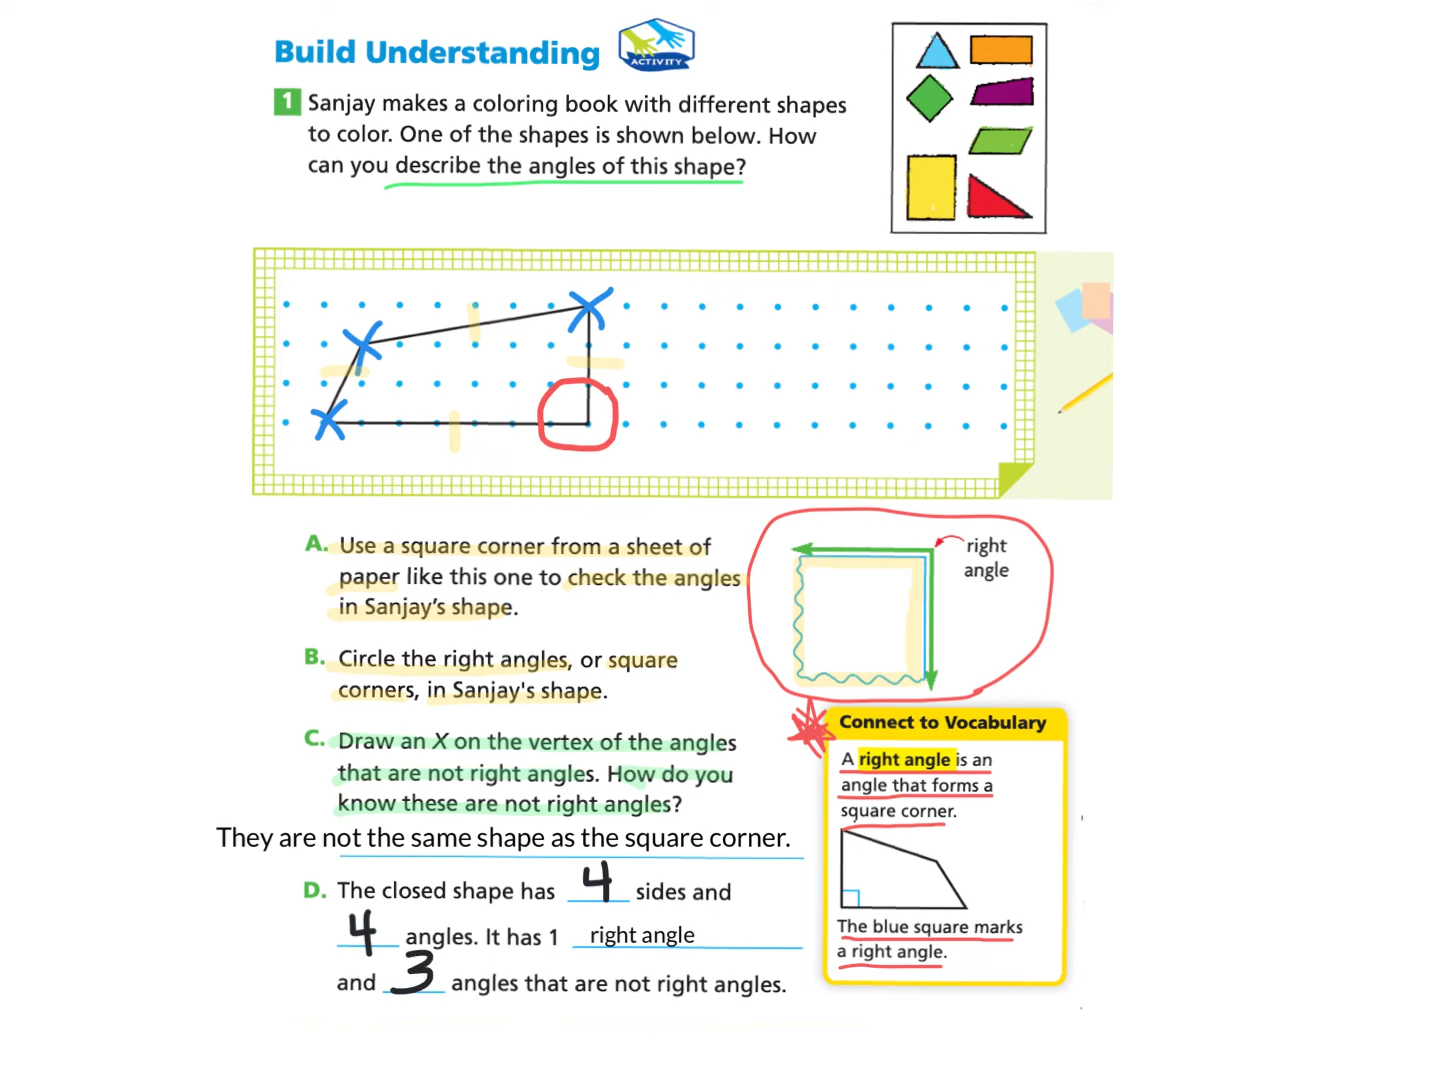 Build Understanding
ACTIVITY
1 Sanjay makes a coloring book with different shapes
to color. One of the shapes is shown below. How
can you describe the angles of this shape?
A. Use a square corner from a sheet of
paper like this one to check the angles
in Sanjay's shape.
right
angle
B. Circle the right angles, or square
corners, in Sanjay's shape.
C. Draw an X on the vertex of the angles
that are not right angles. How do you
know these are not right angles?
They are not the same shape as the square corner.
D. The closed shape has 4 sides and
4 angles. It has 1 right angle
and 3 angles that are not right angles.
Connect to Vocabulary
A right angle is an
angle that forms a
square corner.
The blue square marks
a right angle.